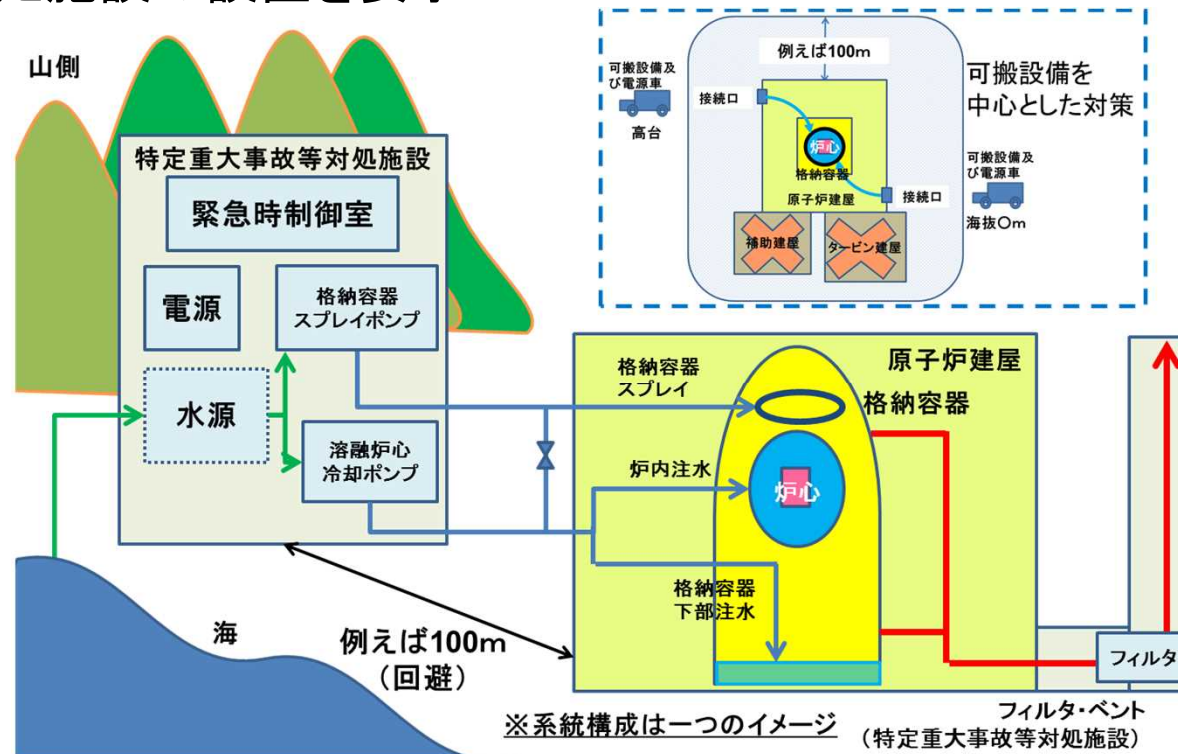 山側
特定重大事故等対処施設
緊急時制御室
電源
格納容器
スプレイポンプ
水源
溶融炉心
冷却ポンプ
海
例えば100m
(回避)
例えば100m
可搬設備及
び電源車
高台
接続口
炉心
格納容器
原子炉建屋
接続口
補助建屋
タービン建屋
可搬設備を
中心とした対策
可搬設備及
び電源車
海抜〇m
原子炉建屋
格納容器
格納容器
スプレイ
炉内注水
炉心
格納容器
下部注水
フィルタ
フィルタ・ベント
(特定重大事故等対処施設)
※系統構成は一つのイメージ